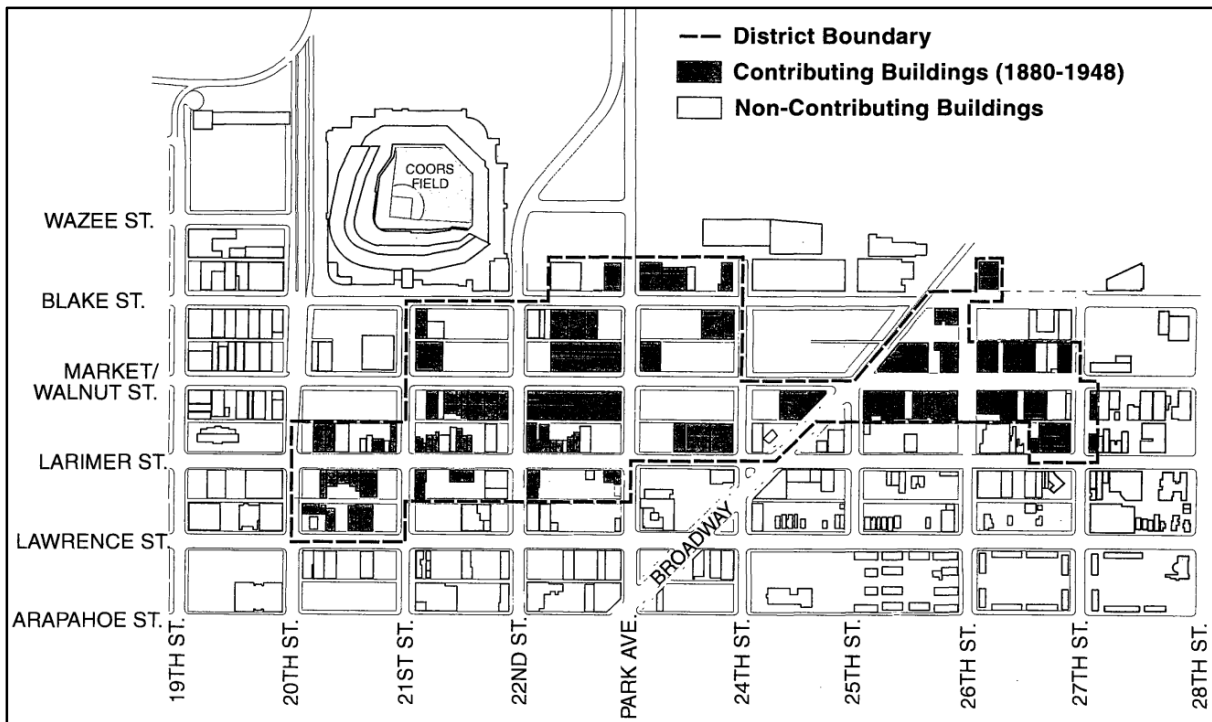 District Boundary
Contributing Buildings (1880-1948)
Non-Contributing Buildings
COORS
FIELD
WAZEE ST.
BLAKE ST.
MARKET/
WALNUT ST.
LARIMER ST.
LAWRENCE ST.
ARAPAHOE ST.
BROADWAY
19TH ST.
20TH ST.
21ST ST.
22ND ST.
PARK AVE.
24TH ST.
25TH ST.
26TH ST.
27TH ST.
28TH ST.